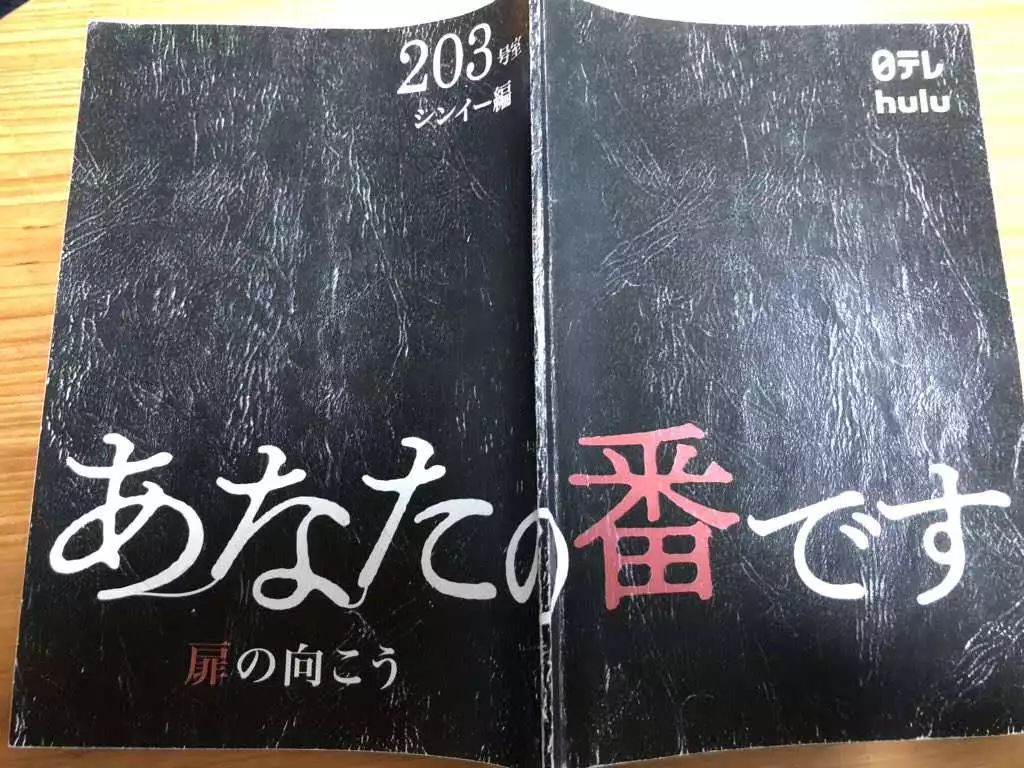 203号室
シンイー編
日テレ
hulu
あなたの番です
扉の向こう